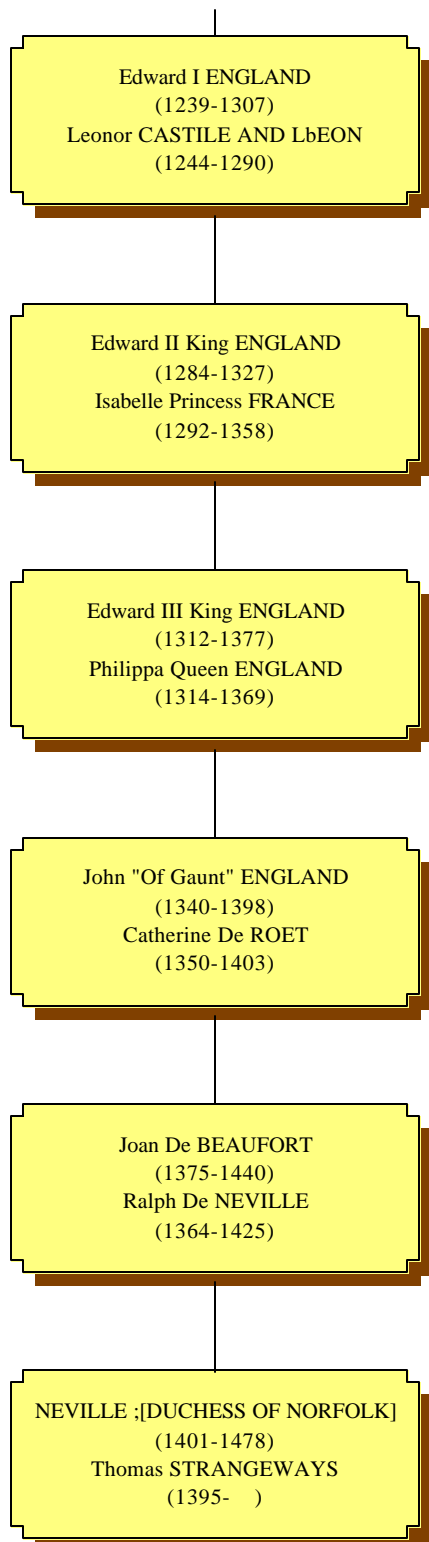 Edward I ENGLAND
(1239-1307)
Leonor CASTILE AND LbEON
(1244-1290)
Edward II King ENGLAND
(1284-1327)
Isabelle Princess FRANCE
(1292-1358)
Edward III King ENGLAND
(1312-1377)
Philippa Queen ENGLAND
(1314-1369)
John "Of Gaunt" ENGLAND
(1340-1398)
Catherine De ROET
(1350-1403)
Joan De BEAUFORT
(1375-1440)
Ralph De NEVILLE
(1364-1425)
NEVILLE ;[DUCHESS OF NORFOLK]
(1401-1478)
Thomas STRANGEWAYS
(1395-    )